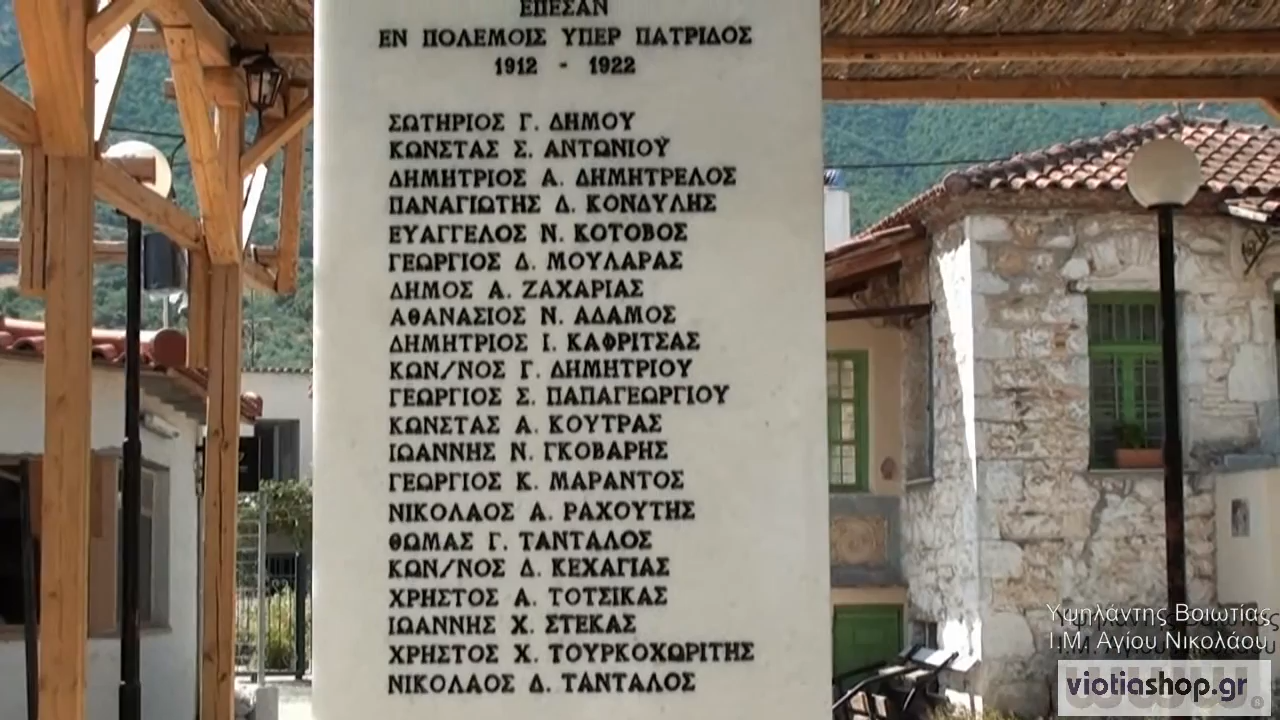 ΕΠΕΣΑΝ
ΕΝ ΠΟΛΕΜΟΙΣ ΥΠΕΡ ΠΑΤΡΙΔΟΣ
1912 - 1922
ΣΩΤΗΡΙΟΣ Γ. ΔΗΜΟΥ
ΚΩΝΣΤΑΣ Σ. ΑΝΤΩΝΙΟΥ
ΔΗΜΗΤΡΙΟΣ Α. ΔΗΜΗΤΡΕΛΟΣ
ΠΑΝΑΓΙΩΤΗΣ Δ. ΚΟΝΔΥΛΗΣ
ΕΥΑΓΓΕΛΟΣ Ν. ΚΟΤΟΒΟΣ
ΓΕΩΡΓΙΟΣ Δ. ΜΟΥΛΑΡΑΣ
ΔΗΜΟΣ Α. ΖΑΧΑΡΙΑΣ
ΑΘΑΝΑΣΙΟΣ Ν. ΑΔΑΜΟΣ
ΔΗΜΗΤΡΙΟΣ Ι. ΚΑΦΡΙΤΣΑΣ
ΚΩΝ/ΝΟΣ Γ. ΔΗΜΗΤΡΙΟΥ
ΓΕΩΡΓΙΟΣ Σ. ΠΑΠΑΓΕΩΡΓΙΟΥ
ΚΩΝΣΤΑΣ Α. ΚΟΥΤΡΑΣ
ΙΩΑΝΝΗΣ Ν. ΓΚΟΒΑΡΗΣ
ΓΕΩΡΓΙΟΣ Κ. ΜΑΡΑΝΤΟΣ
ΝΙΚΟΛΑΟΣ Α. ΡΑΧΟΥΤΗΣ
ΘΩΜΑΣ Γ. ΤΑΝΤΑΛΟΣ
ΚΩΝ/ΝΟΣ Δ. ΚΕΧΑΓΙΑΣ
ΧΡΗΣΤΟΣ Α. ΤΟΤΣΙΚΑΣ
ΙΩΑΝΝΗΣ Χ. ΣΤΕΚΑΣ
ΧΡΗΣΤΟΣ Χ. ΤΟΥΡΚΟΧΩΡΙΤΗΣ
ΝΙΚΟΛΑΟΣ Δ. ΤΑΝΤΑΛΟΣ
Υψηλάντης Βοιωτίας
Ι.Μ. Αγίου Νικολάου
www.
viotiashop.gr